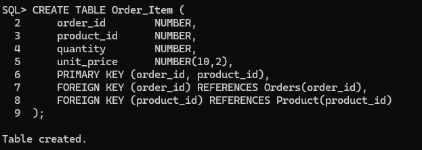 SQL> CREATE TABLE Order_Item (
  2      order_id      NUMBER,
  3      product_id    NUMBER,
  4      quantity      NUMBER,
  5      unit_price    NUMBER(10,2),
  6      PRIMARY KEY (order_id, product_id),
  7      FOREIGN KEY (order_id) REFERENCES Orders(order_id),
  8      FOREIGN KEY (product_id) REFERENCES Product(product_id)
  9  );
Table created.